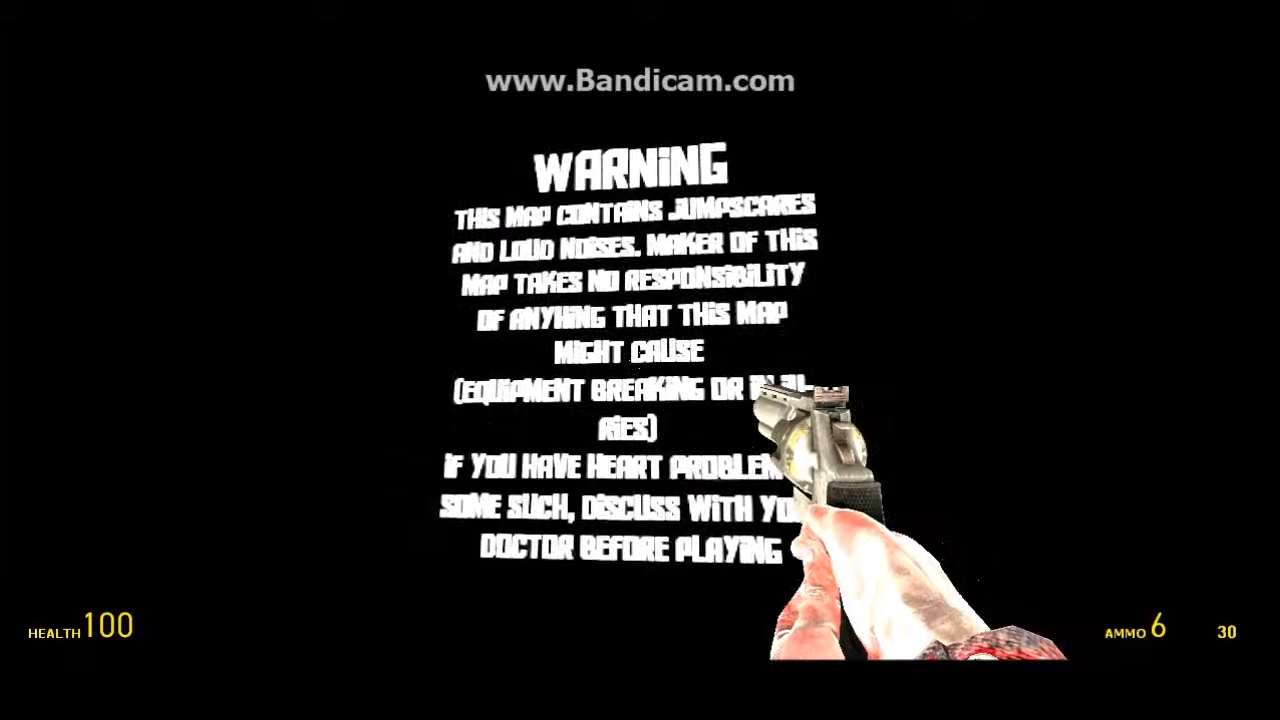 www.Bandicam.com
WARNING
THIS MAP CONTAINS JUMPSCARES
AND LOUD NOISES. MAKER OF THIS
MAP TAKES NO RESPONSIBILITY
OF ANYHING THAT THIS MAP
MIGHT CAUSE
(EQUIPMENT BREAKING OR
RIES)
IF YOU HAVE HEART
SOME SUCH, DISCUSS WITH
DOCTOR BEFORE PLAYING
HEALTH 100
AMMO 6 30